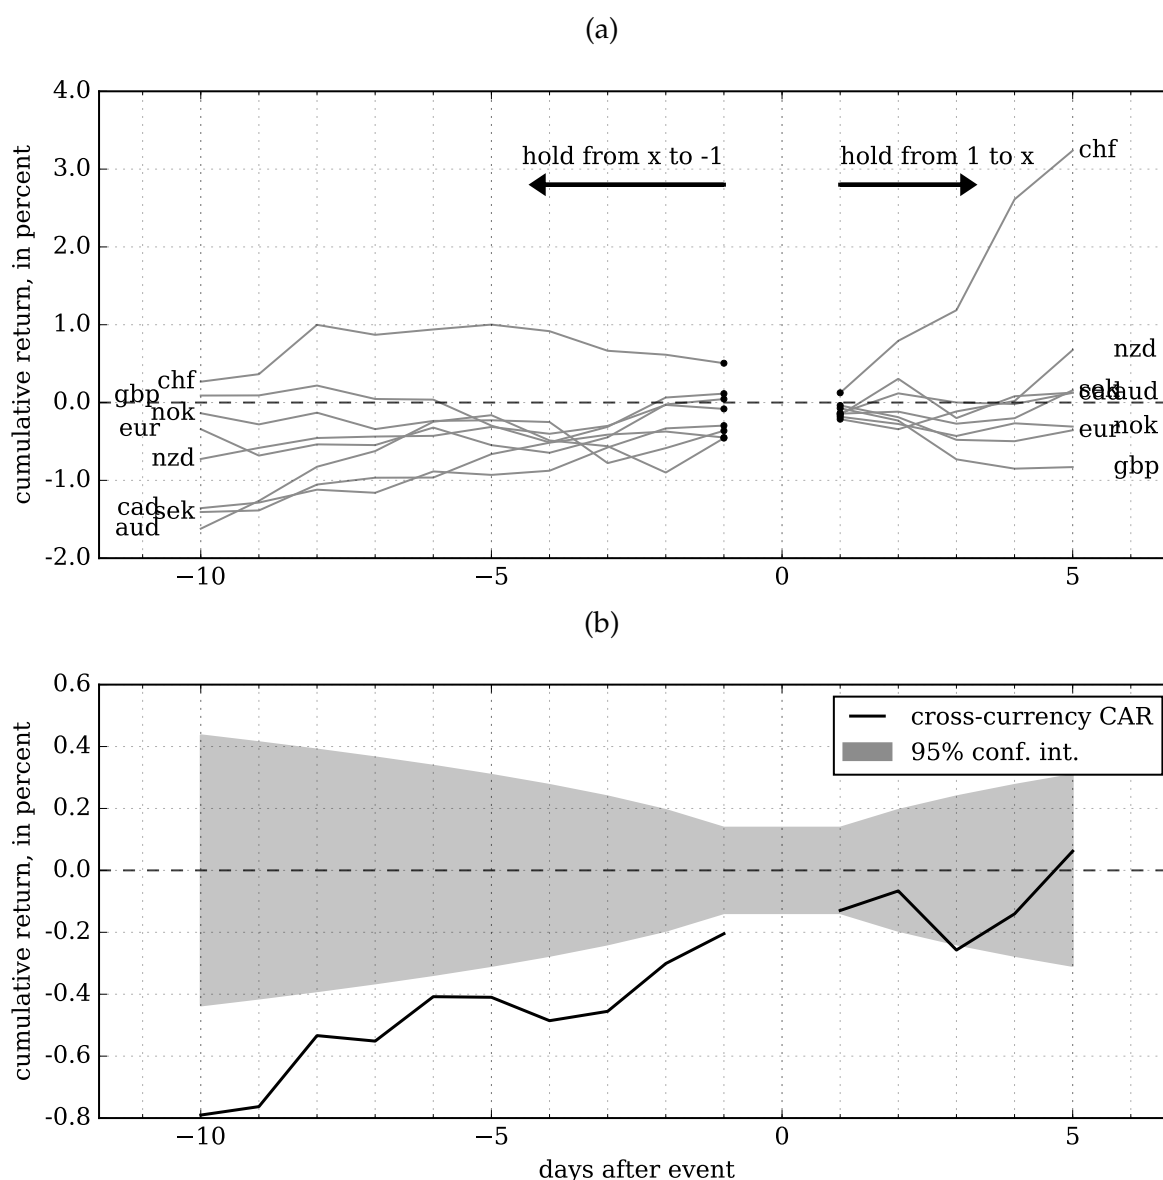 (a)
cumulative return, in percent
4.0
3.0
2.0
1.0
0.0
-1.0
-2.0
hold from x to -1
hold from 1 to x
chf
gbp
nok
eur
nzd
cad
sek
aud
chf
nzd
sek
cad
aud
nok
eur
gbp
−10
−5
0
5
(b)
cumulative return, in percent
0.6
0.4
0.2
0.0
-0.2
-0.4
-0.6
-0.8
cross-currency CAR
95% conf. int.
−10
−5
0
5
days after event